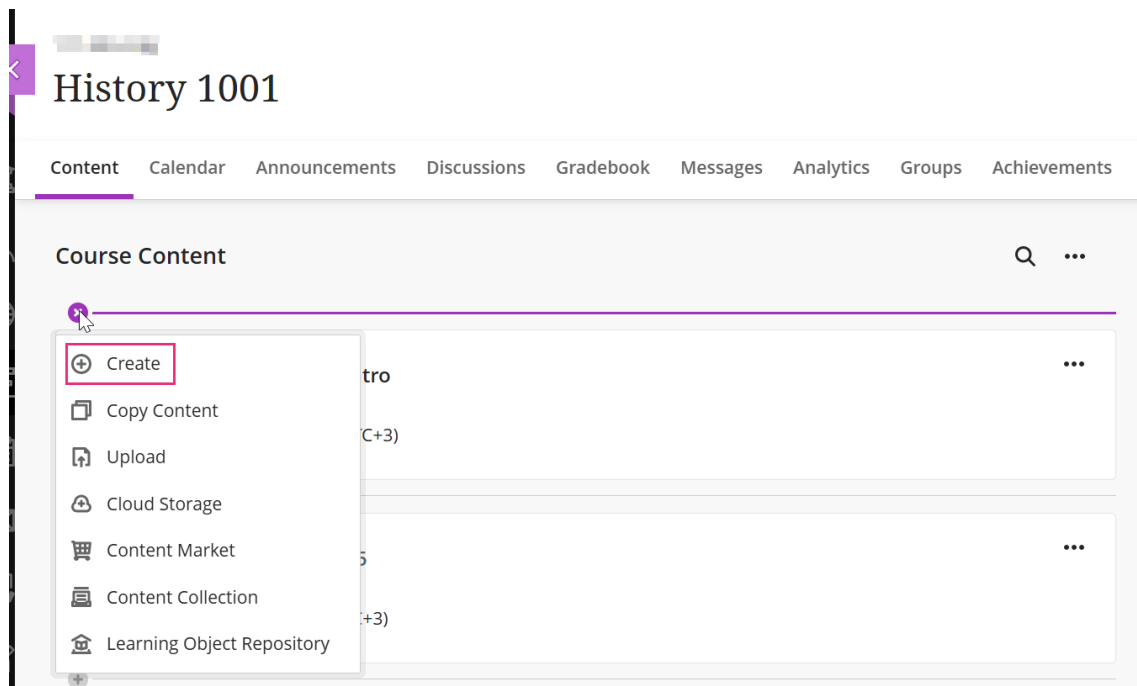 History 1001
Content Calendar Announcements Discussions Gradebook Messages Analytics Groups Achievements
Course Content
Create
tro
Copy Content
C+3)
Upload
Cloud Storage
Content Market
Content Collection
+3)
Learning Object Repository